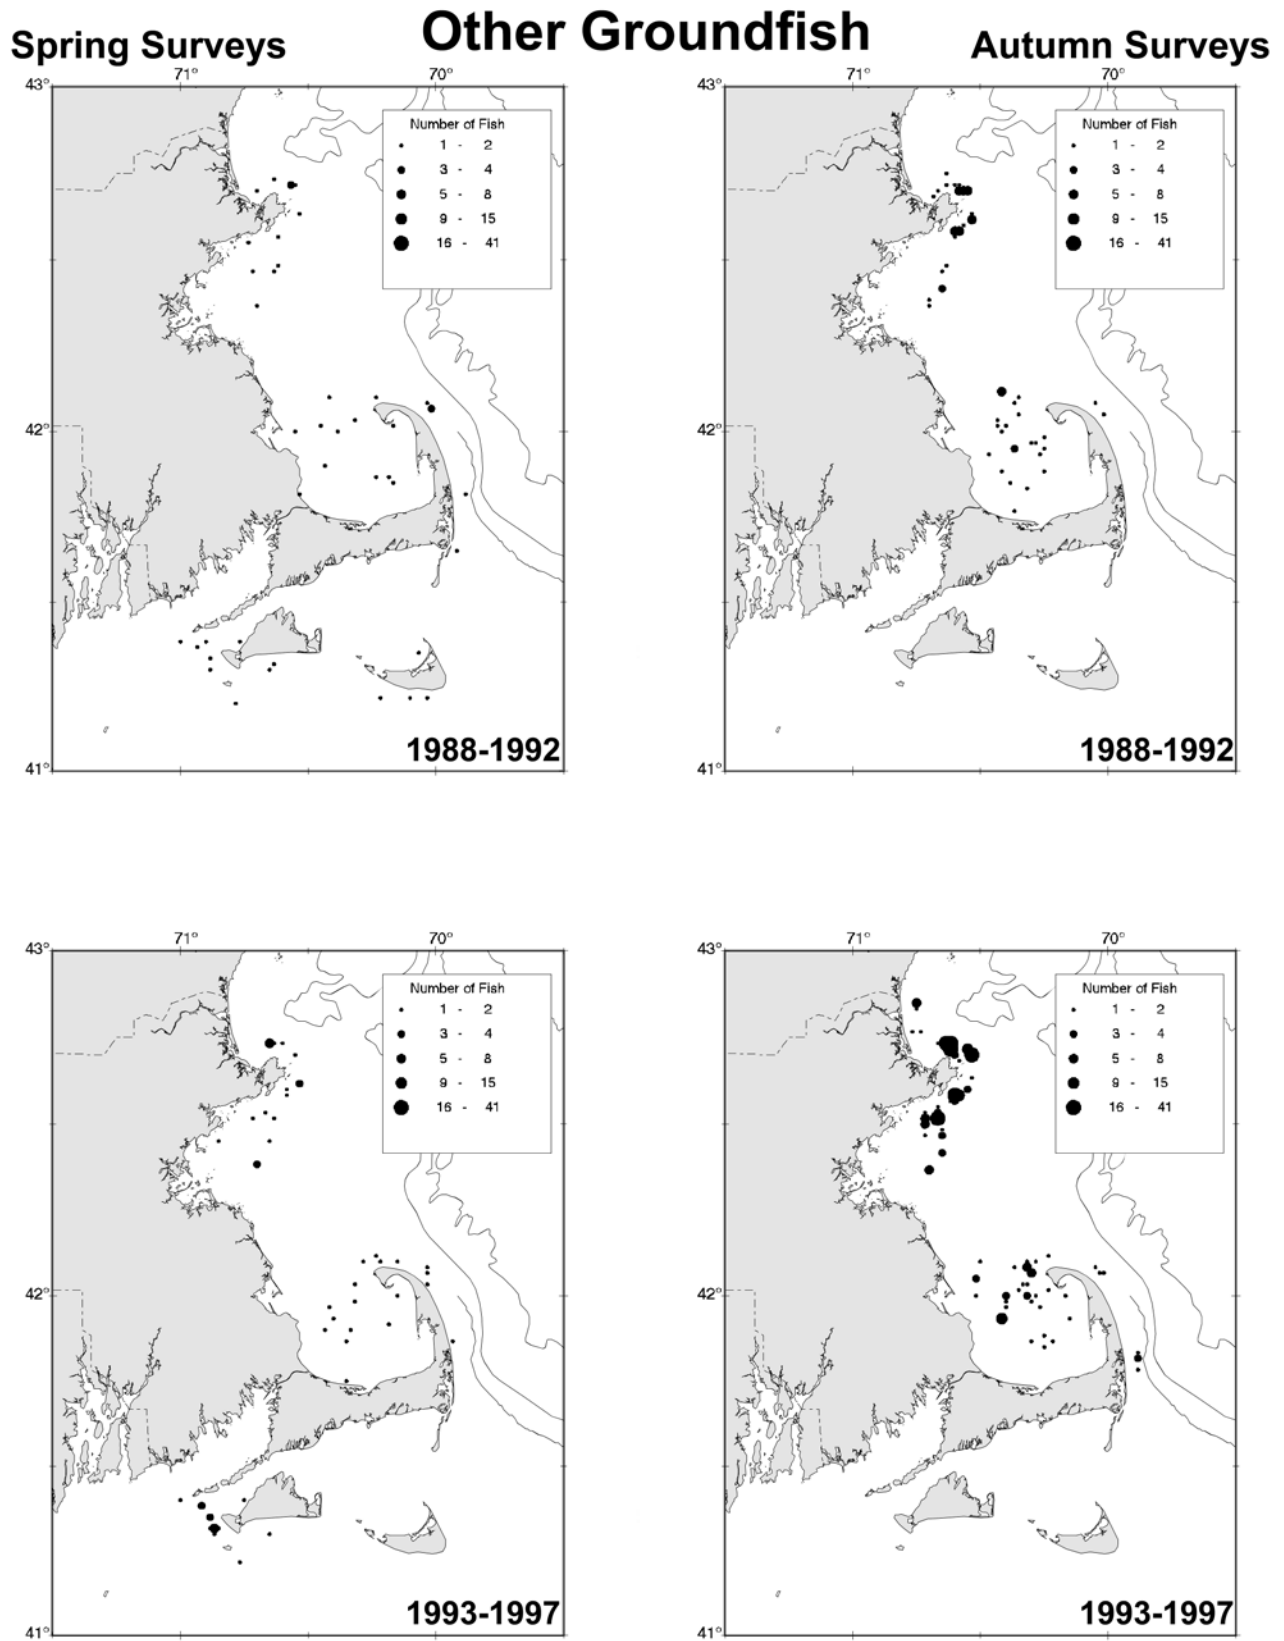 Other Groundfish
Spring Surveys
Autumn Surveys
71° 70°
43°
Number of Fish
1 - 2
3 - 4
5 - 8
9 - 15
16 - 41
42°
1988-1992
41°
71° 70°
43°
Number of Fish
1 - 2
3 - 4
5 - 8
9 - 15
16 - 41
42°
1988-1992
41°
71° 70°
43°
Number of Fish
1 - 2
3 - 4
5 - 8
9 - 15
16 - 41
42°
1993-1997
41°
71° 70°
43°
Number of Fish
1 - 2
3 - 4
5 - 8
9 - 15
16 - 41
42°
1993-1997
41°